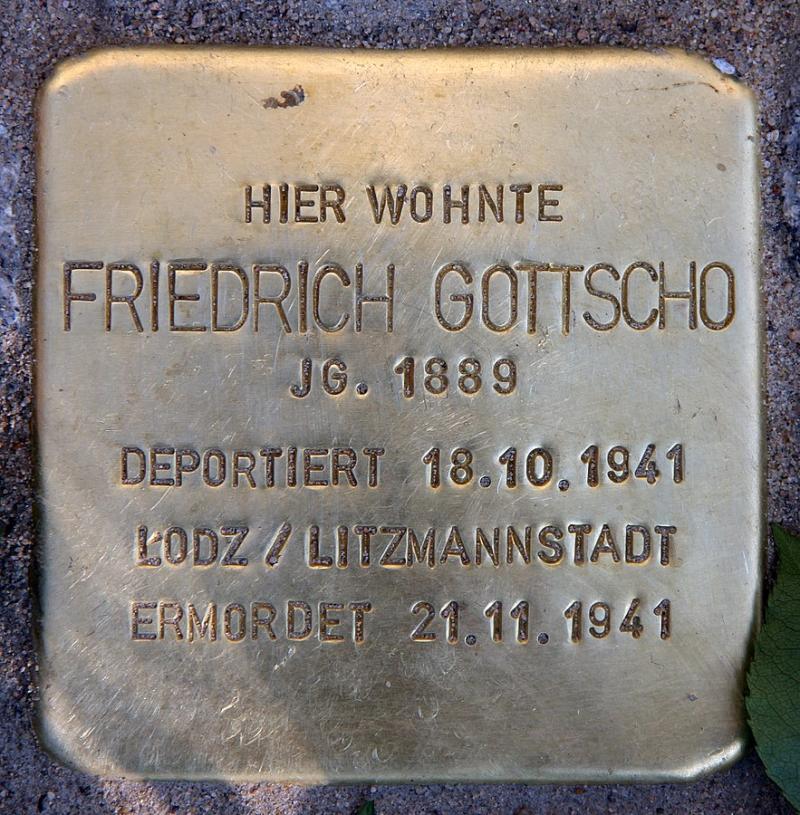 HIER WOHNTE
FRIEDRICH GOTTSCHO
JG. 1889
DEPORTIERT 18.10.1941
ŁODZ / LITZMANNSTADT
ERMORDET 21.11.1941